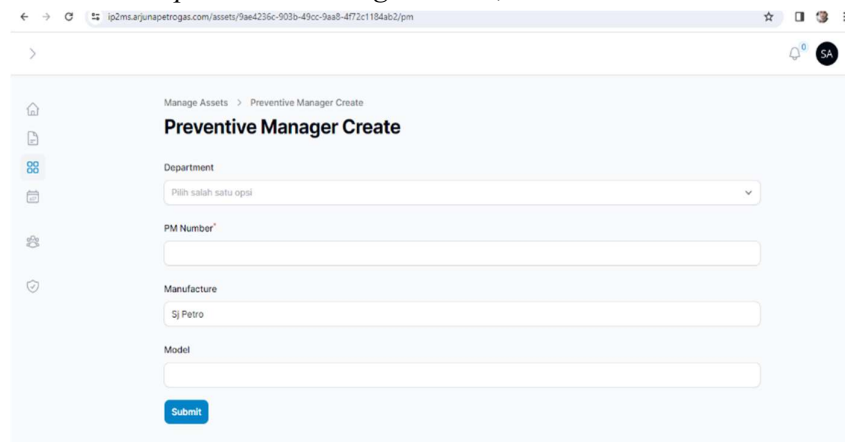 ip2ms.arjunapetrogas.com/assets/9ae4236c-903b-49cc-9aa8-4f72c1184ab2/pm
0
SA
Manage Assets > Preventive Manager Create
Preventive Manager Create
Department
Pilih salah satu opsi
PM Number*
Manufacture
Sj Petro
Model
Submit